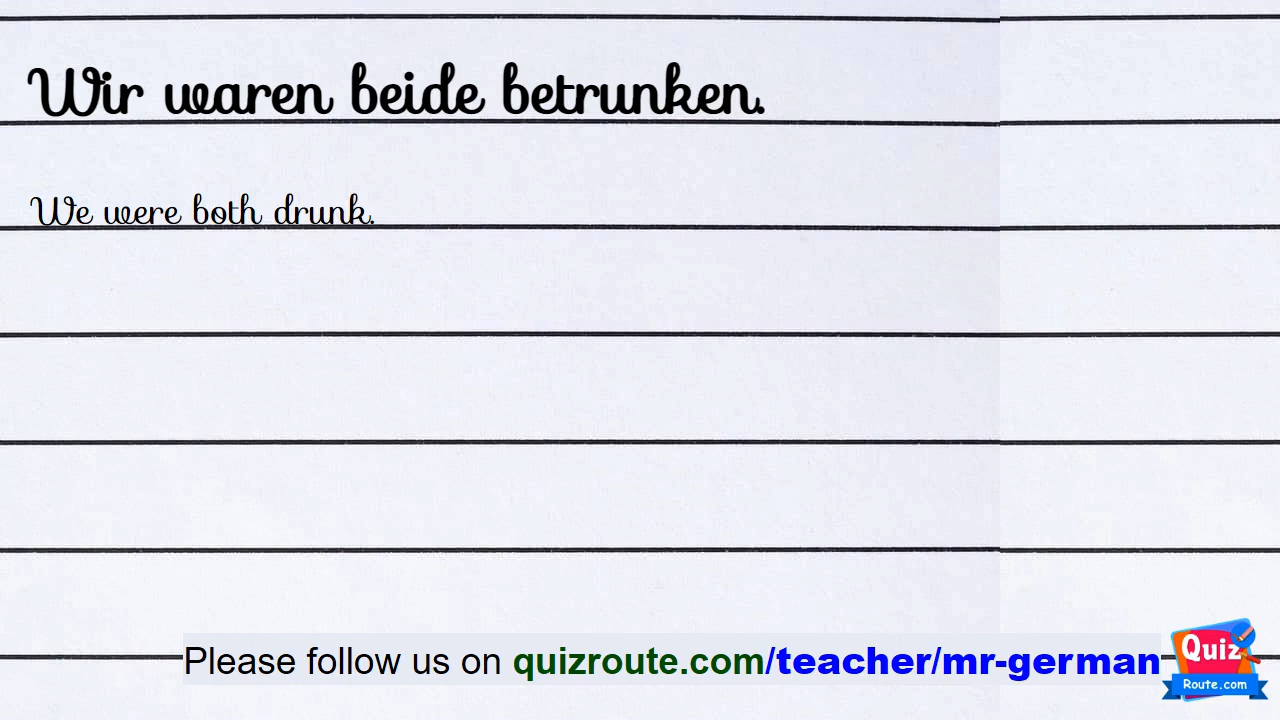 Wir waren beide betrunken.
We were both drunk.
Please follow us on quizroute.com/teacher/mr-german
Quiz
Route.com